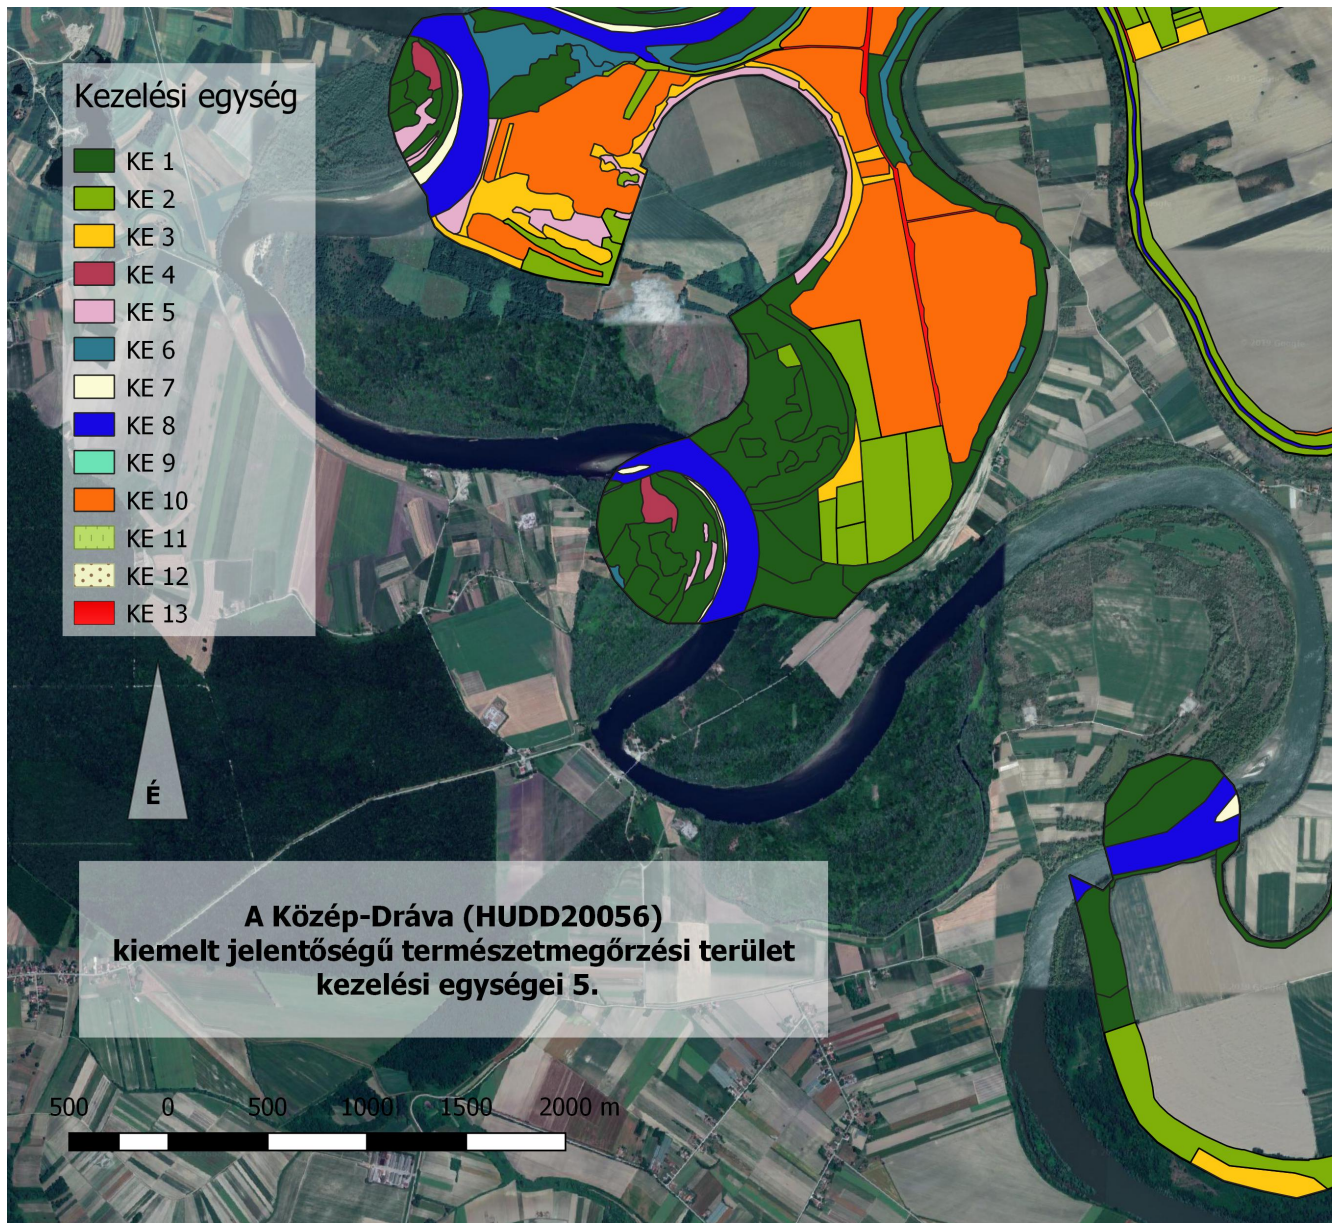 Kezelési egység
KE 1
KE 2
KE 3
KE 4
KE 5
KE 6
KE 7
KE 8
KE 9
KE 10
KE 11
KE 12
KE 13
É
A Közép-Dráva (HUDD20056)
kiemelt jelentőségű természetmegőrzési terület
kezelési egységei 5.
500 0 500 1000 1500 2000 m